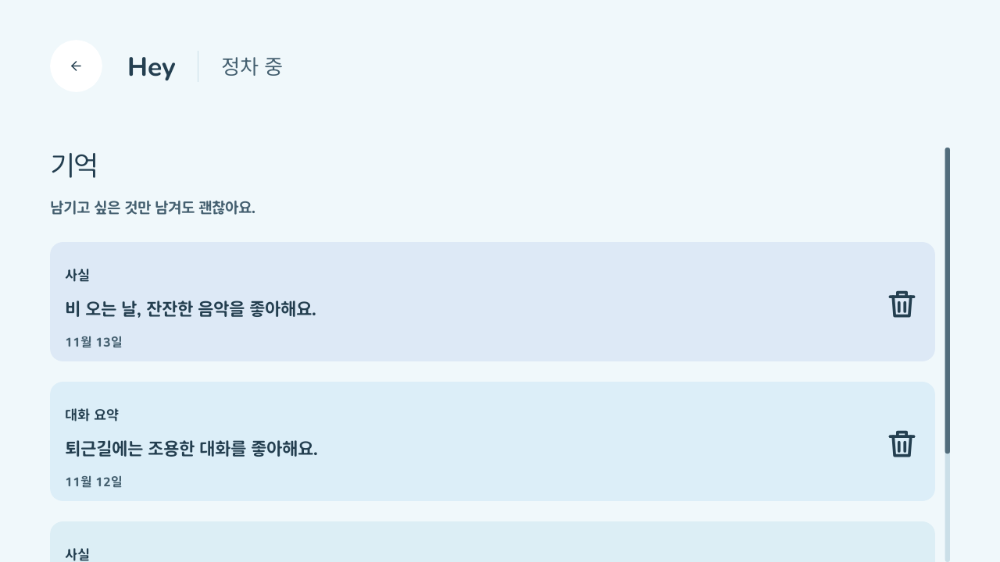 Hey
정차 중
기억
남기고 싶은 것만 남겨도 괜찮아요.
사실
비 오는 날, 잔잔한 음악을 좋아해요.
11월 13일
대화 요약
퇴근길에는 조용한 대화를 좋아해요.
11월 12일
사실